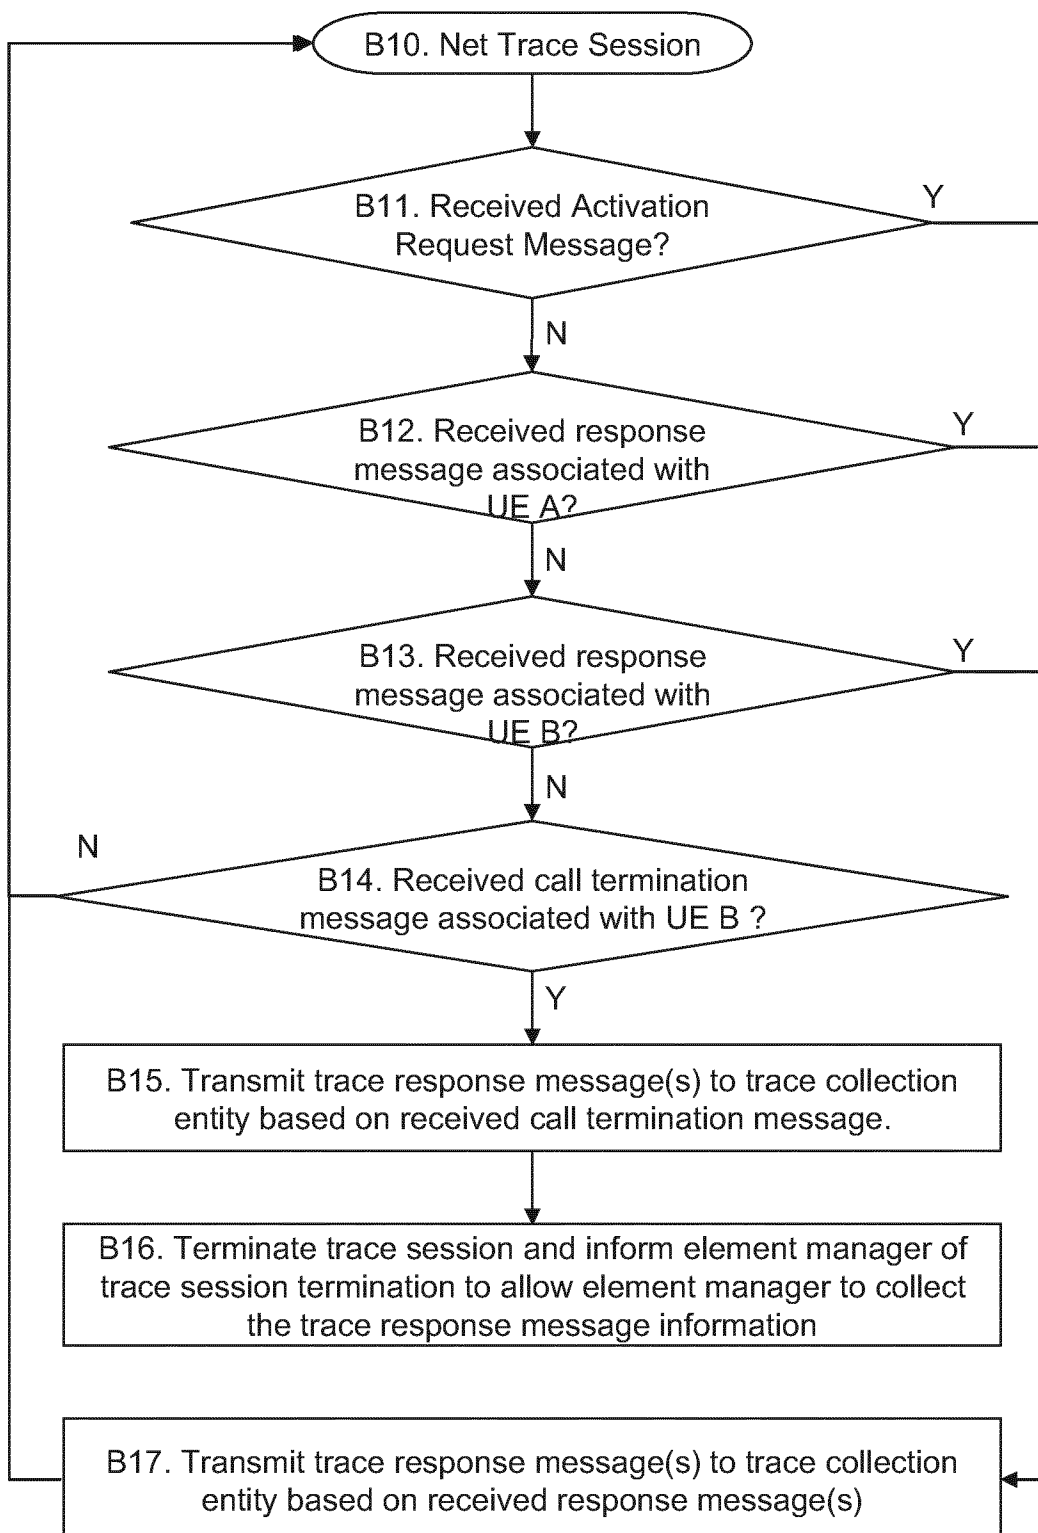 B10. Net Trace Session
B11. Received Activation
Request Message?
Y
N
B12. Received response
message associated with
UE A?
Y
N
B13. Received response
message associated with
UE B?
Y
N
B14. Received call termination
message associated with UE B ?
N
Y
B15. Transmit trace response message(s) to trace collection
entity based on received call termination message.
B16. Terminate trace session and inform element manager of
trace session termination to allow element manager to collect
the trace response message information
B17. Transmit trace response message(s) to trace collection
entity based on received response message(s)